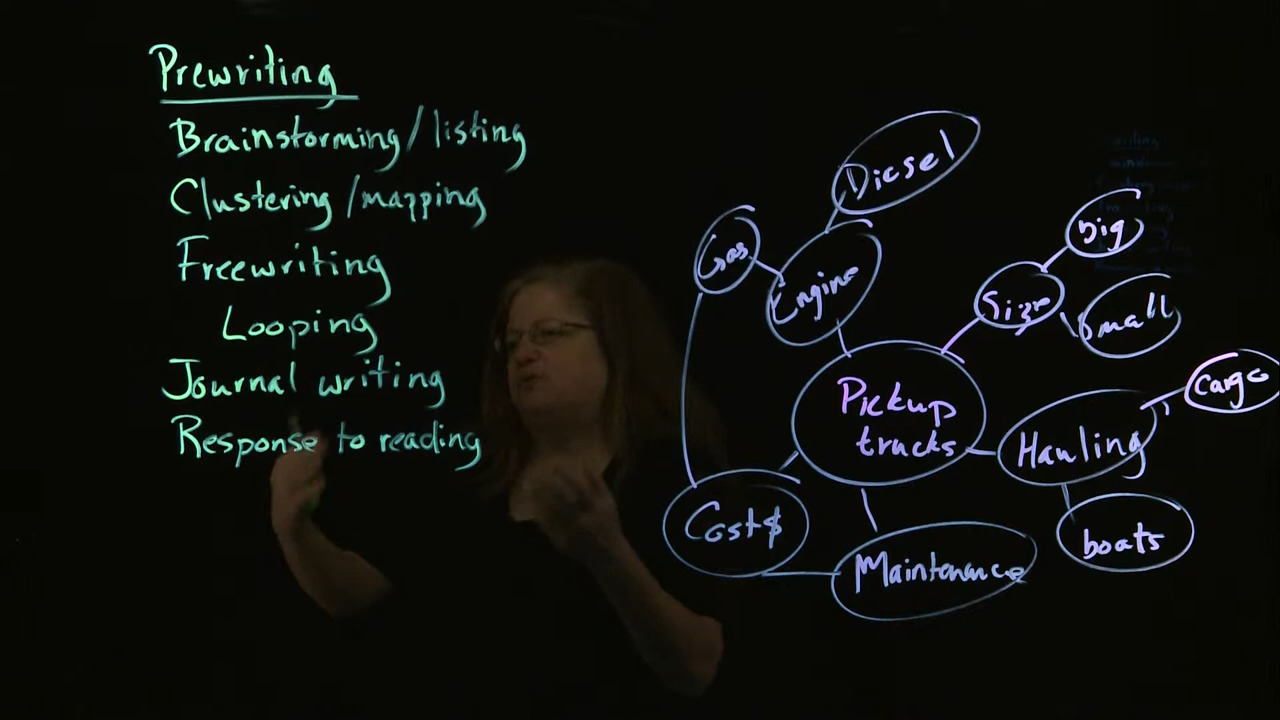 Prewriting
Brainstorming/listing
Clustering/mapping
Freewriting
Looping
Journal writing
Response to reading
Diesel
Gas
Engine
Big
Size
Small
Cargo
Pickup
trucks
Hauling
Cost$
boats
Maintenance